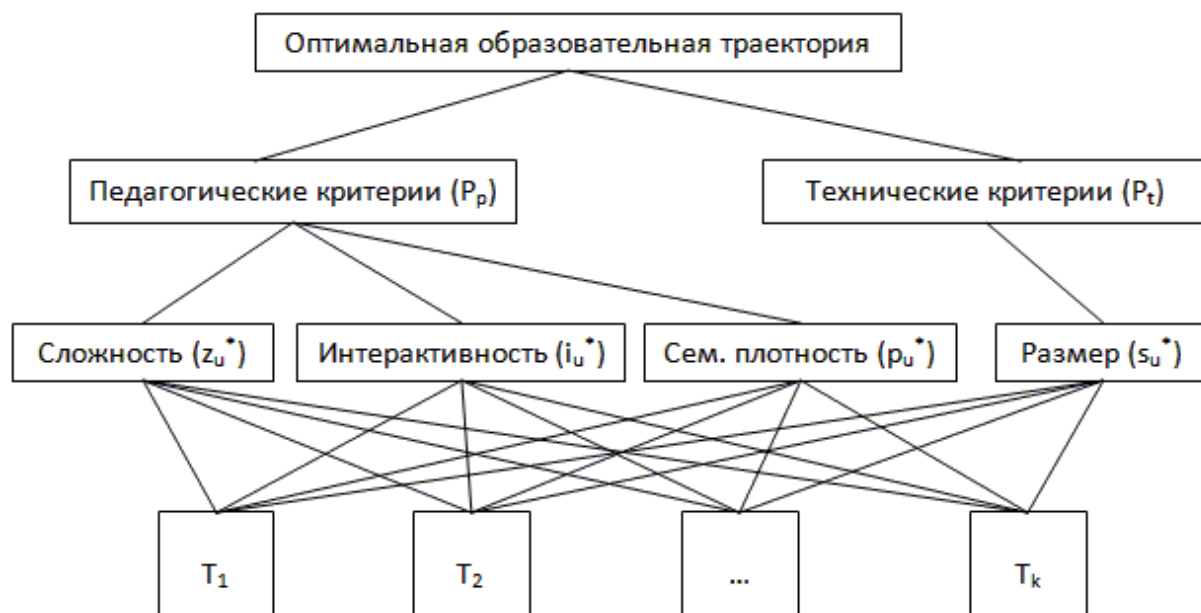 Оптимальная образовательная траектория
Педагогические критерии (Pₚ)
Технические критерии (Pₜ)
Сложность (zᵤ*)
Интерактивность (iᵤ*)
Сем. плотность (pᵤ*)
Размер (sᵤ*)
T₁
T₂
...
Tₖ